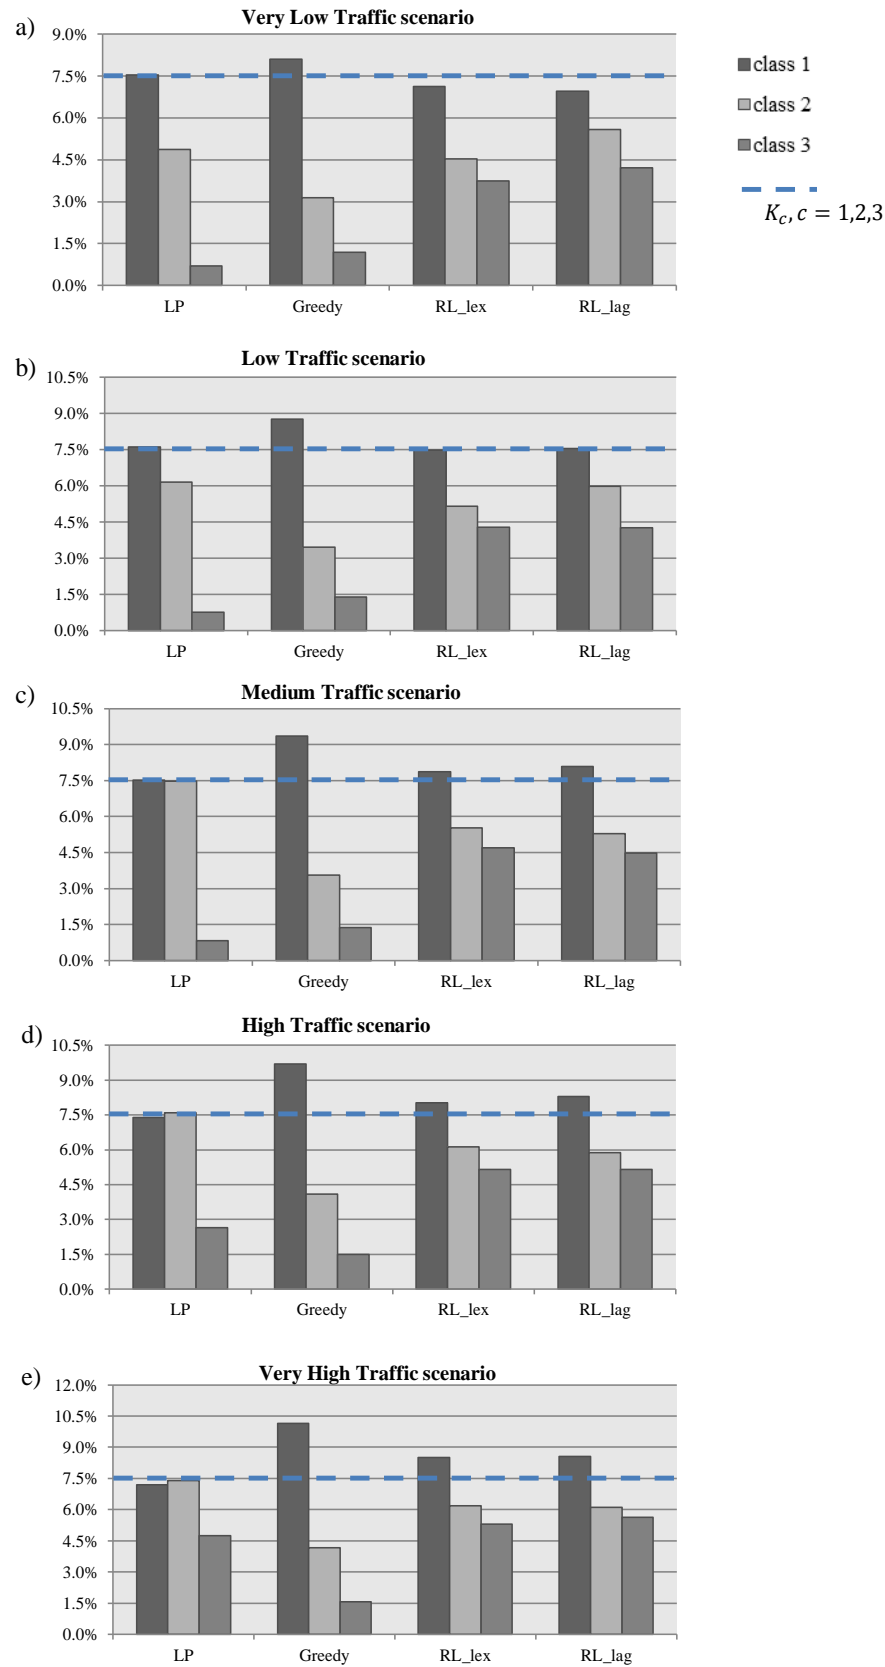 a)
Very Low Traffic scenario
9.0%
7.5%
6.0%
4.5%
3.0%
1.5%
0.0%
LP Greedy RL_lex RL_lag
class 1
class 2
class 3
K_c, c = 1,2,3
b)
Low Traffic scenario
10.5%
9.0%
7.5%
6.0%
4.5%
3.0%
1.5%
0.0%
LP Greedy RL_lex RL_lag
c)
Medium Traffic scenario
10.5%
9.0%
7.5%
6.0%
4.5%
3.0%
1.5%
0.0%
LP Greedy RL_lex RL_lag
d)
High Traffic scenario
10.5%
9.0%
7.5%
6.0%
4.5%
3.0%
1.5%
0.0%
LP Greedy RL_lex RL_lag
e)
Very High Traffic scenario
12.0%
10.5%
9.0%
7.5%
6.0%
4.5%
3.0%
1.5%
0.0%
LP Greedy RL_lex RL_lag